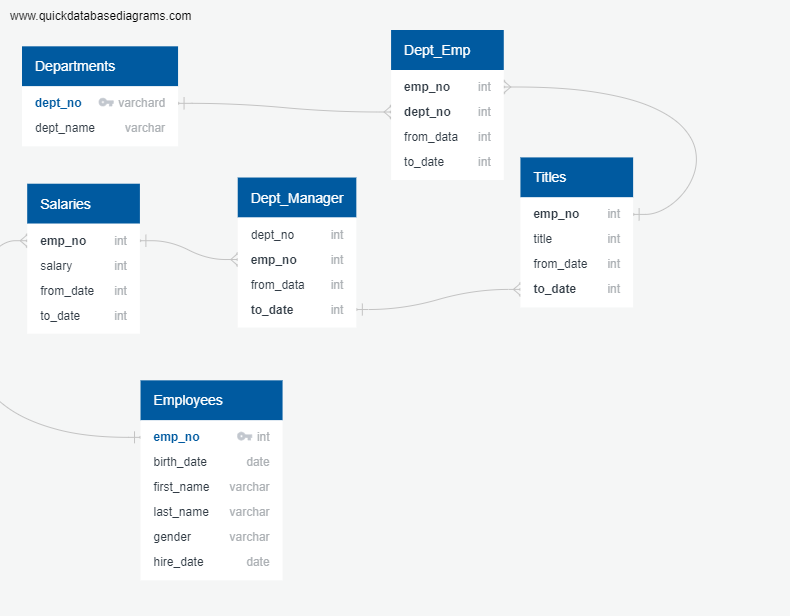 www.quickdatabasediagrams.com
Departments
dept_no varchard
dept_name varchar
Dept_Emp
emp_no int
dept_no int
from_data int
to_date int
Salaries
emp_no int
salary int
from_date int
to_date int
Dept_Manager
dept_no int
emp_no int
from_data int
to_date int
Titles
emp_no int
title int
from_date int
to_date int
Employees
emp_no int
birth_date date
first_name varchar
last_name varchar
gender varchar
hire_date date